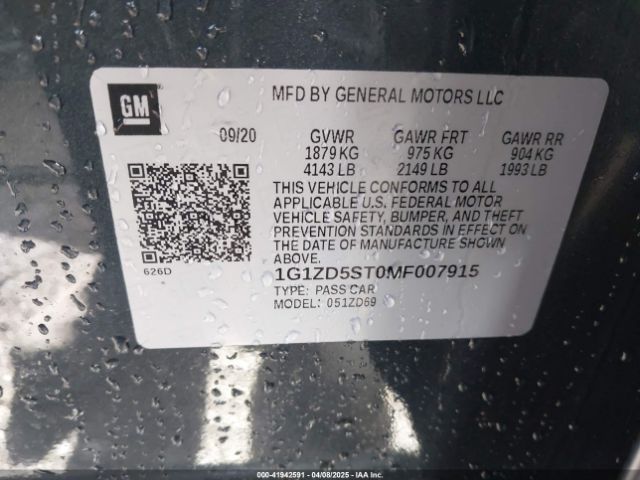 GM
MFD BY GENERAL MOTORS LLC
09/20 GVWR GAWR FRT GAWR RR
1879 KG 975 KG 904 KG
4143 LB 2149 LB 1993 LB
THIS VEHICLE CONFORMS TO ALL
APPLICABLE U.S. FEDERAL MOTOR
VEHICLE SAFETY, BUMPER, AND THEFT
PREVENTION STANDARDS IN EFFECT ON
THE DATE OF MANUFACTURE SHOWN
ABOVE.
626D
1G1ZD5ST0MF007915
TYPE: PASS CAR
MODEL: 051ZD69
000-41942591 - 04/08/2025 - IAAI.COM